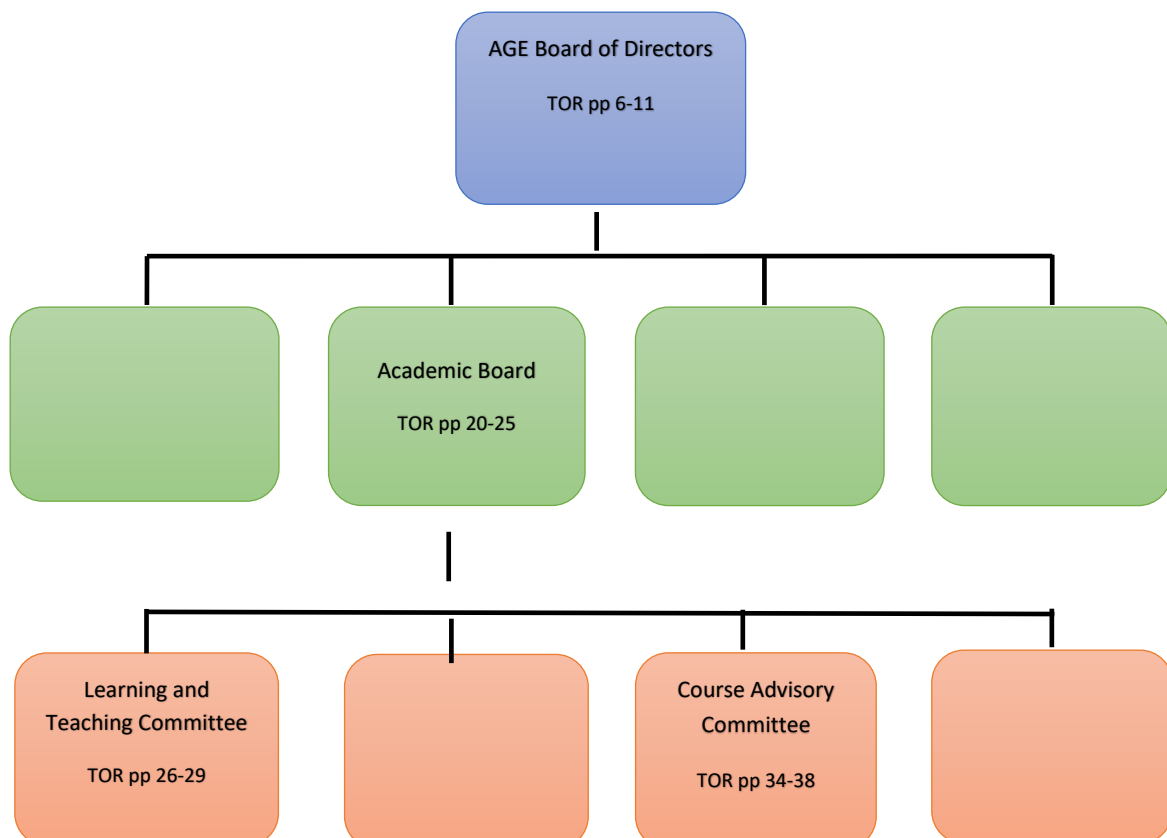 AGE Board of Directors
TOR pp 6-11
Academic Board
TOR pp 20-25
Learning and
Teaching Committee
TOR pp 26-29
Course Advisory
Committee
TOR pp 34-38